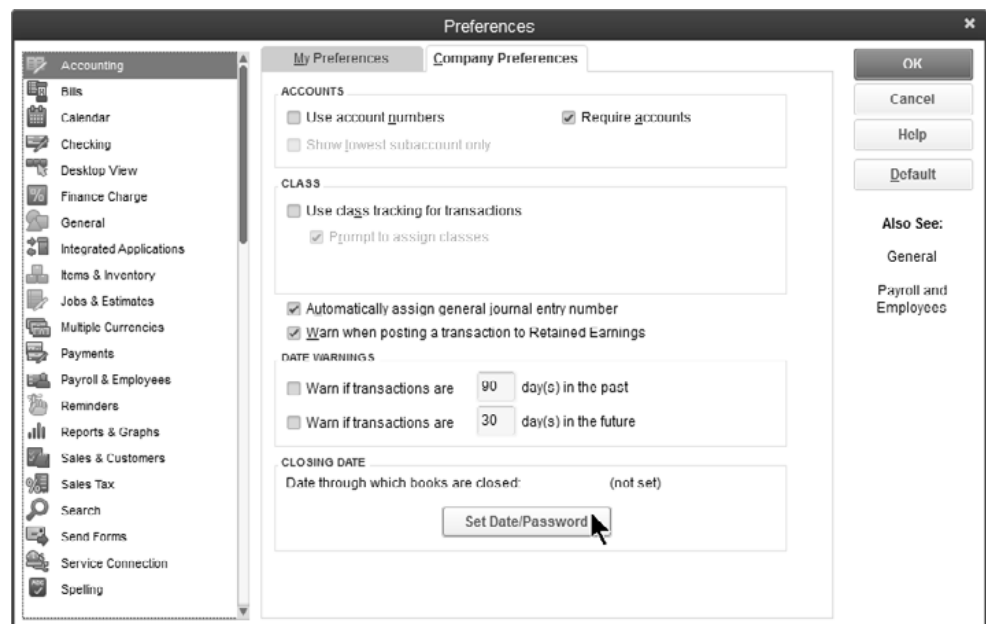 Preferences
Accounting
Bills
Calendar
Checking
Desktop View
Finance Charge
General
Integrated Applications
Items & Inventory
Jobs & Estimates
Multiple Currencies
Payments
Payroll & Employees
Reminders
Reports & Graphs
Sales & Customers
Sales Tax
Search
Send Forms
Service Connection
Spelling
My Preferences
Company Preferences
ACCOUNTS
Use account numbers
Require accounts
Show lowest subaccount only
CLASS
Use class tracking for transactions
Prompt to assign classes
Automatically assign general journal entry number
Warn when posting a transaction to Retained Earnings
DATE WARNINGS
Warn if transactions are 90 day(s) in the past
Warn if transactions are 30 day(s) in the future
CLOSING DATE
Date through which books are closed: (not set)
Set Date/Password
OK
Cancel
Help
Default
Also See:
General
Payroll and
Employees